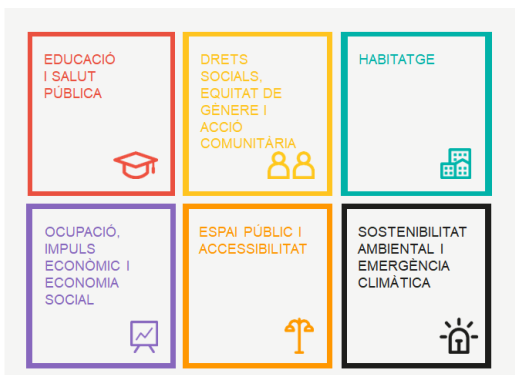 EDUCACIÓ
I SALUT
PÚBLICA
DRETS
SOCIALS,
EQUITAT DE
GÈNERE I
ACCIÓ
COMUNITÀRIA
HABITATGE
OCUPACIÓ,
IMPULS
ECONÒMIC I
ECONOMIA
SOCIAL
ESPAI PÚBLIC I
ACCESSIBILITAT
SOSTENIBILITAT
AMBIENTAL I
EMERGÈNCIA
CLIMÀTICA